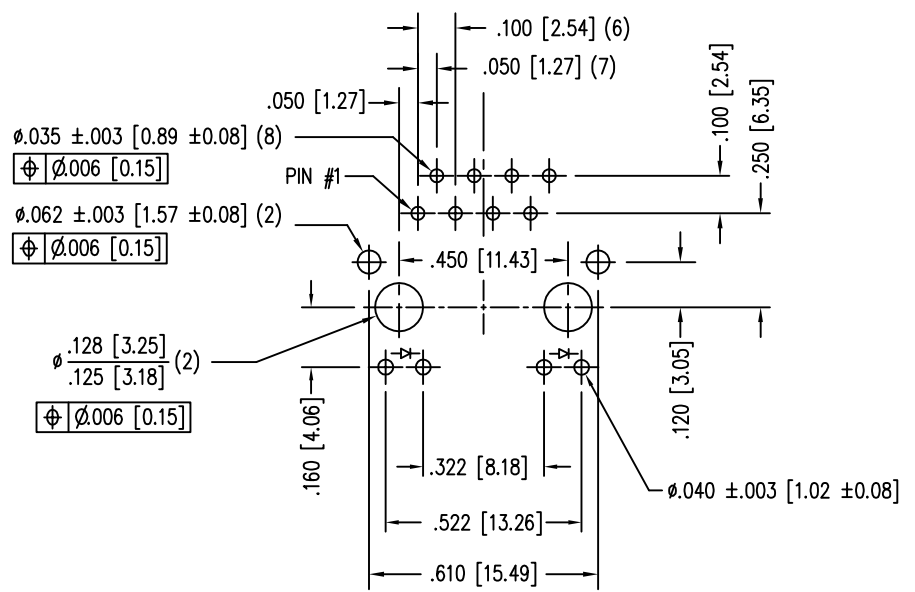 .100 [2.54] (6)
.050 [1.27] (7)
.050 [1.27]
.100 [2.54]
.250 [6.35]
ø.035 ±.003 [0.89 ±0.08] (8)
⌖ Ø.006 [0.15]
PIN #1
ø.062 ±.003 [1.57 ±0.08] (2)
⌖ Ø.006 [0.15]
.450 [11.43]
ø .128 [3.25] (2)
.125 [3.18]
⌖ Ø.006 [0.15]
.120 [3.05]
.160 [4.06]
.322 [8.18]
ø.040 ±.003 [1.02 ±0.08]
.522 [13.26]
.610 [15.49]